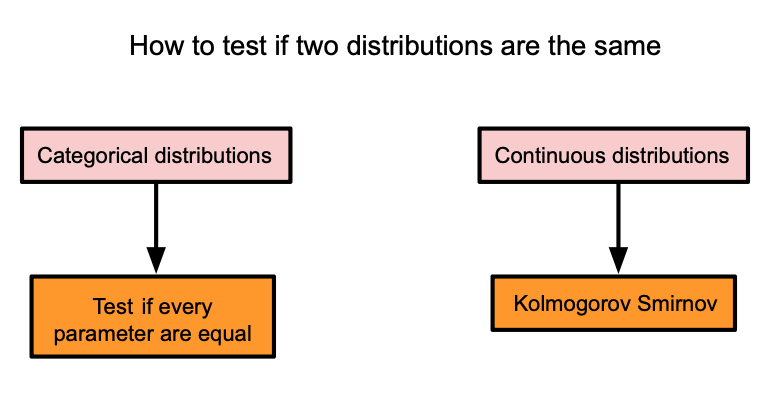 How to test if two distributions are the same
Categorical distributions
Continuous distributions
Test if every
parameter are equal
Kolmogorov Smirnov